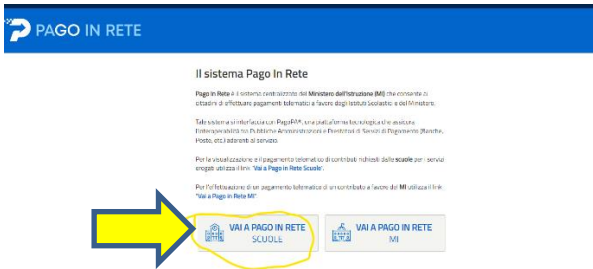 PAGO IN RETE
Il sistema Pago In Rete
Pago In Rete è il sistema centralizzato del Ministero dell'Istruzione (MI) che consente ai
cittadini di effettuare pagamenti telematici a favore degli Istituti Scolastici e del Ministero.
Tale sistema si interfaccia con PagoPA®, una piattaforma tecnologica che assicura
l'interoperabilità tra Pubbliche Amministrazioni e Prestatori di Servizi di Pagamento (Banche,
Poste, etc.) aderenti al servizio.
Per la visualizzazione e il pagamento telematico di contributi richiesti dalle scuole per i servizi
erogati utilizza il link "Vai a Pago in Rete Scuole".
Per l'effettuazione di un pagamento telematico di un contributo a favore del MI utilizza il link
"Vai a Pago in Rete MI".
VAI A PAGO IN RETE
SCUOLE
VAI A PAGO IN RETE
MI